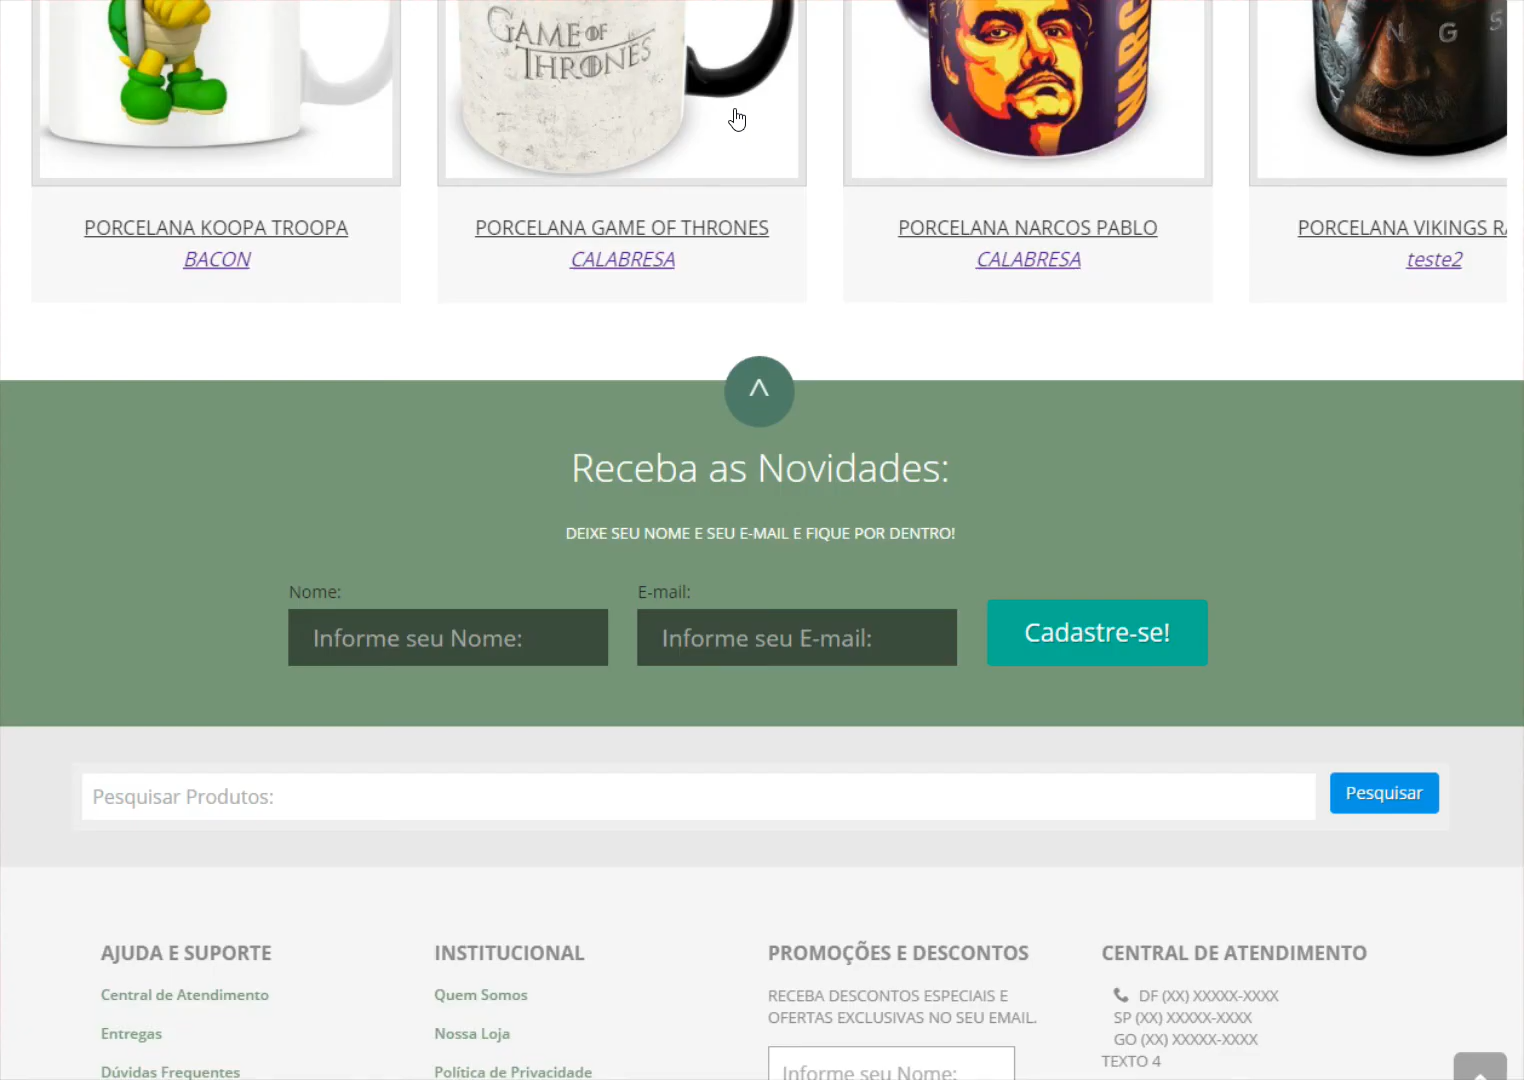 GAME OF
THRONES
NARC
N G S
PORCELANA KOOPA TROOPA
BACON
PORCELANA GAME OF THRONES
CALABRESA
PORCELANA NARCOS PABLO
CALABRESA
PORCELANA VIKINGS RA
teste2
^
Receba as Novidades:
DEIXE SEU NOME E SEU E-MAIL E FIQUE POR DENTRO!
Nome:
E-mail:
Informe seu Nome:
Informe seu E-mail:
Cadastre-se!
Pesquisar Produtos:
Pesquisar
AJUDA E SUPORTE
Central de Atendimento
Entregas
Dúvidas Frequentes
INSTITUCIONAL
Quem Somos
Nossa Loja
Política de Privacidade
PROMOÇÕES E DESCONTOS
RECEBA DESCONTOS ESPECIAIS E
OFERTAS EXCLUSIVAS NO SEU EMAIL.
Informe seu Nome:
CENTRAL DE ATENDIMENTO
DF (XX) XXXXX-XXXX
SP (XX) XXXXX-XXXX
GO (XX) XXXXX-XXXX
TEXTO 4